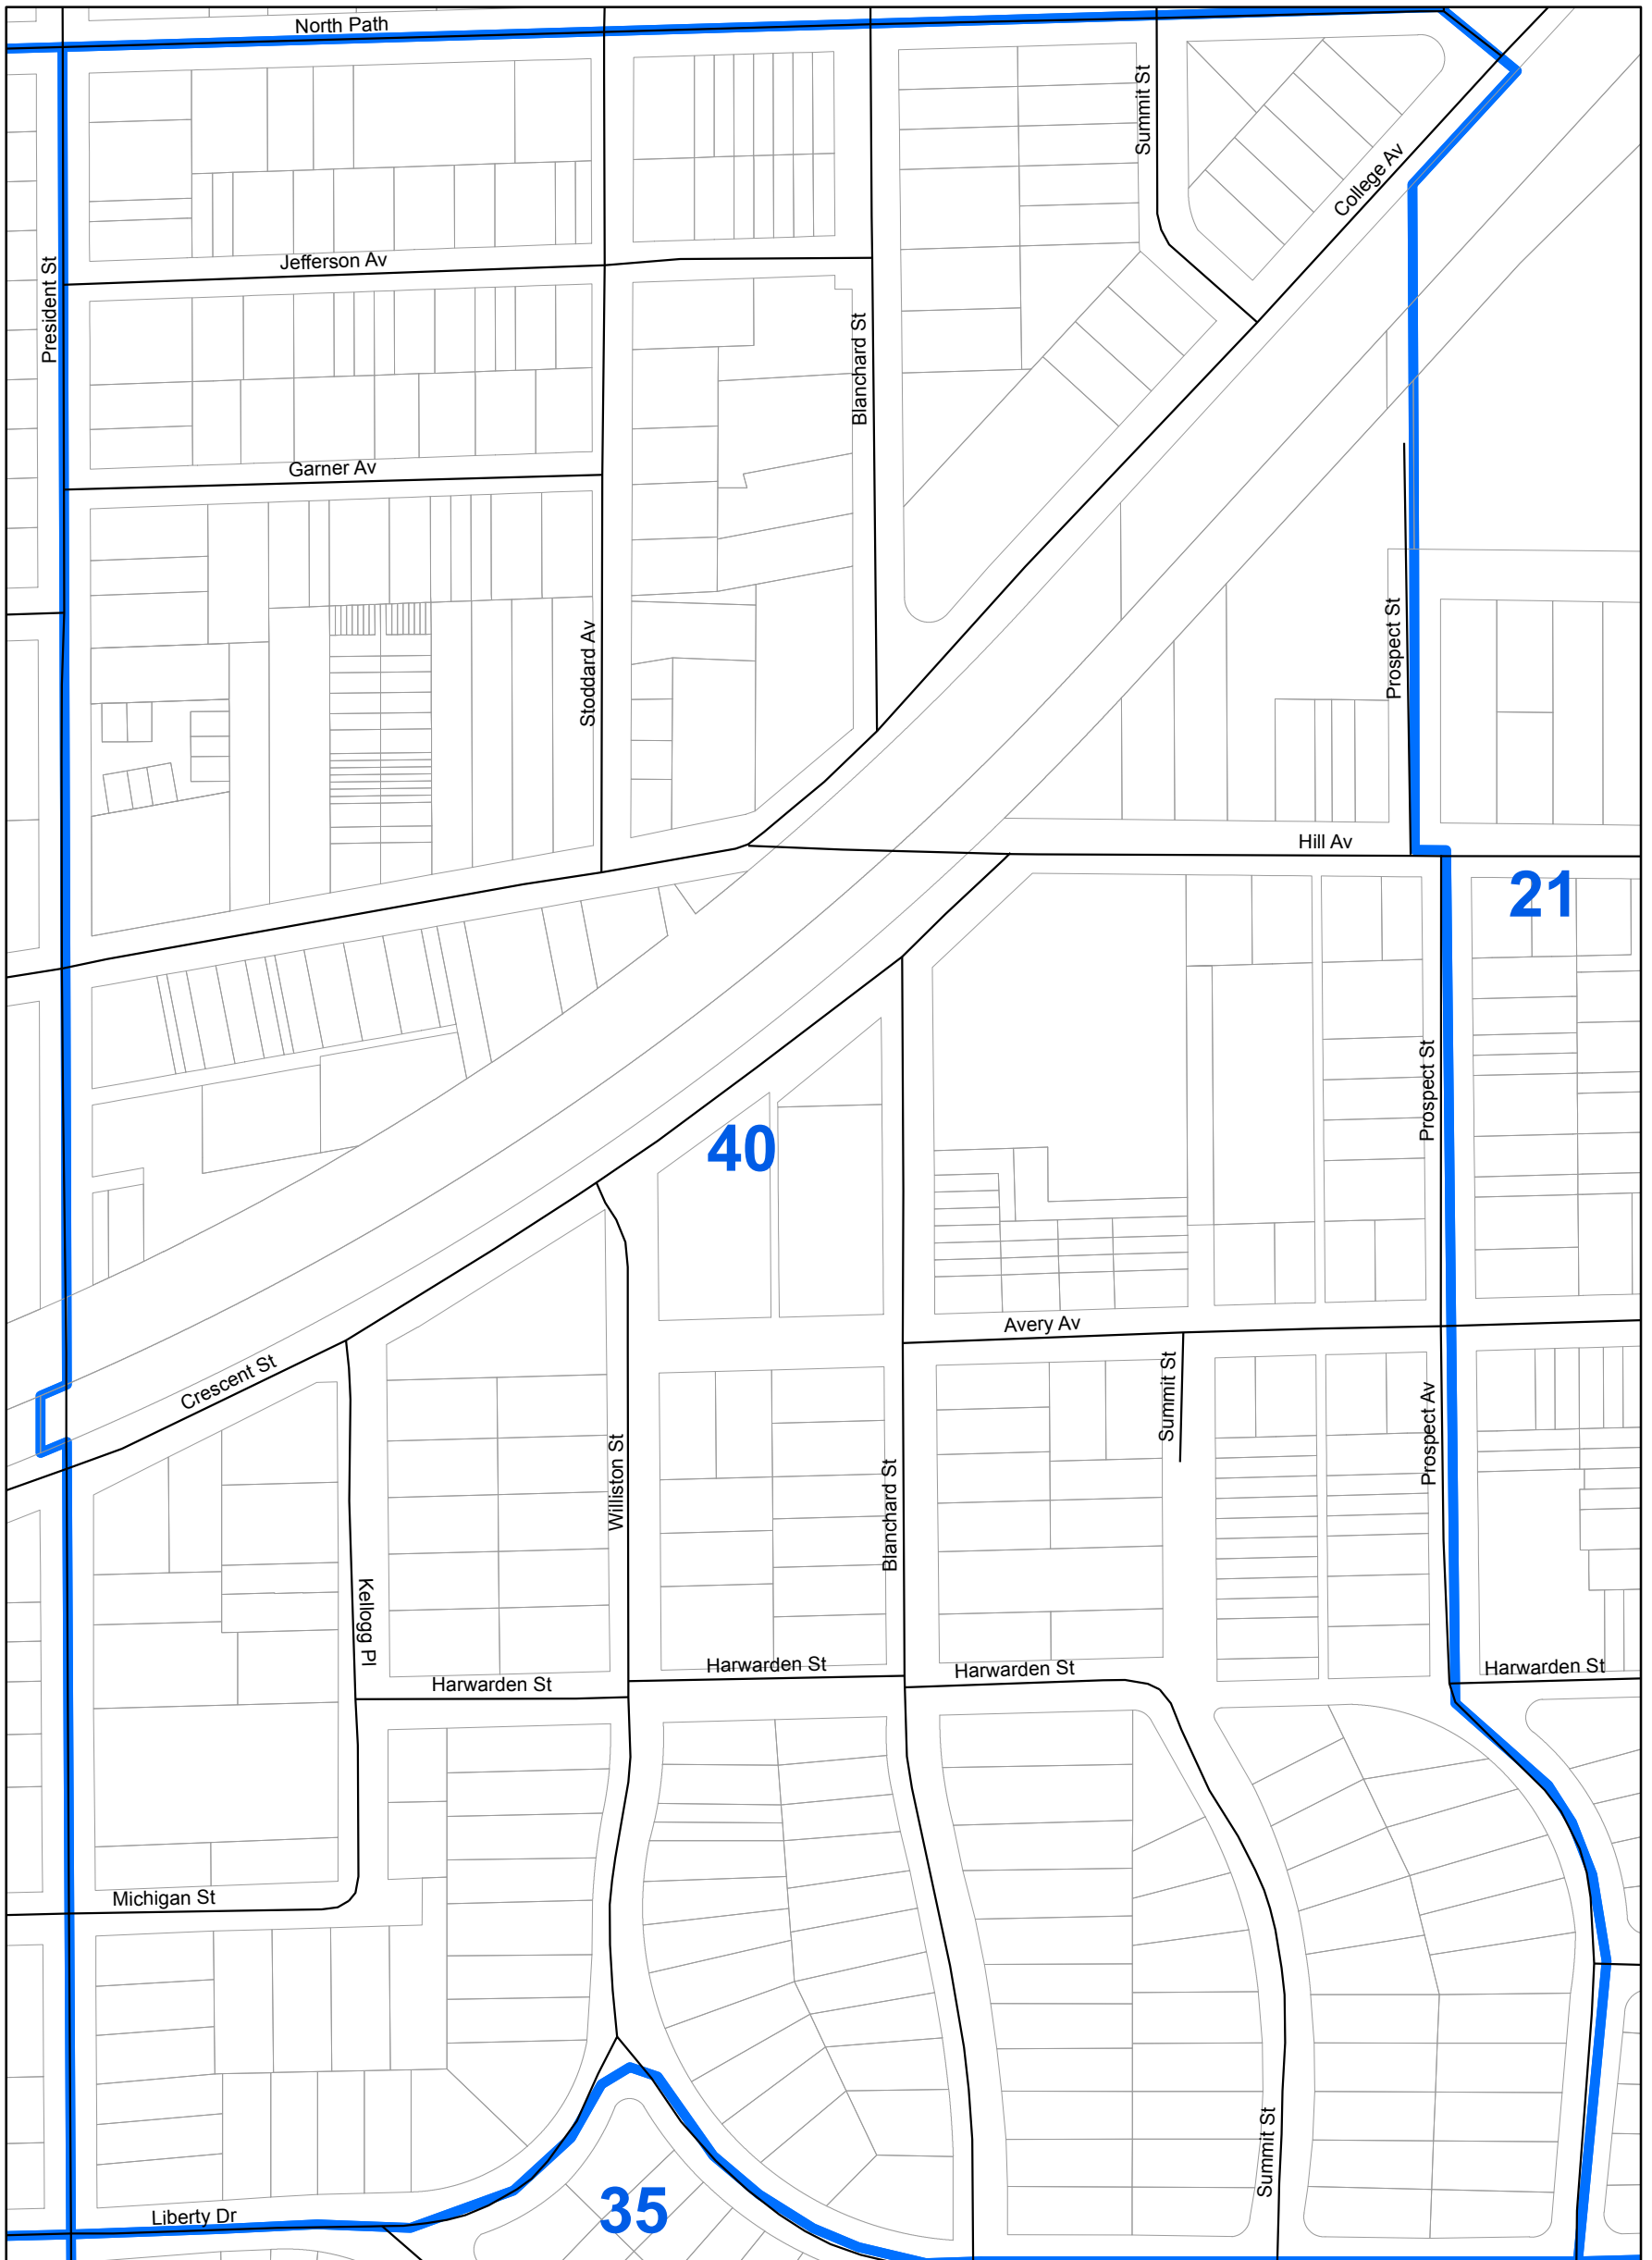 North Path
Summit St
College Av
Jefferson Av
President St
Blanchard St
Garner Av
Stoddard Av
Prospect St
Hill Av
21
Prospect St
40
Avery Av
Crescent St
Summit St
Prospect Av
Williston St
Blanchard St
Kellogg Pl
Harwarden St
Harwarden St
Harwarden St
Harwarden St
Michigan St
Summit St
35
Liberty Dr